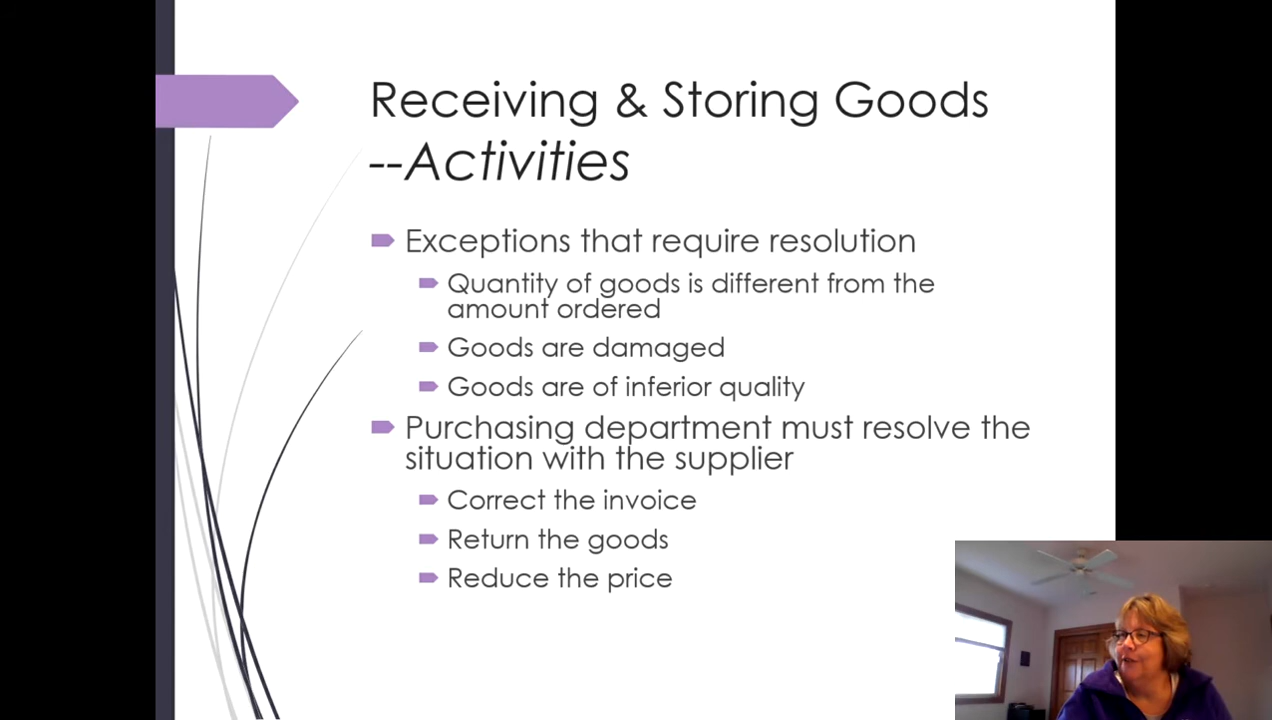 Receiving & Storing Goods
--Activities
Exceptions that require resolution
Quantity of goods is different from the
amount ordered
Goods are damaged
Goods are of inferior quality
Purchasing department must resolve the
situation with the supplier
Correct the invoice
Return the goods
Reduce the price